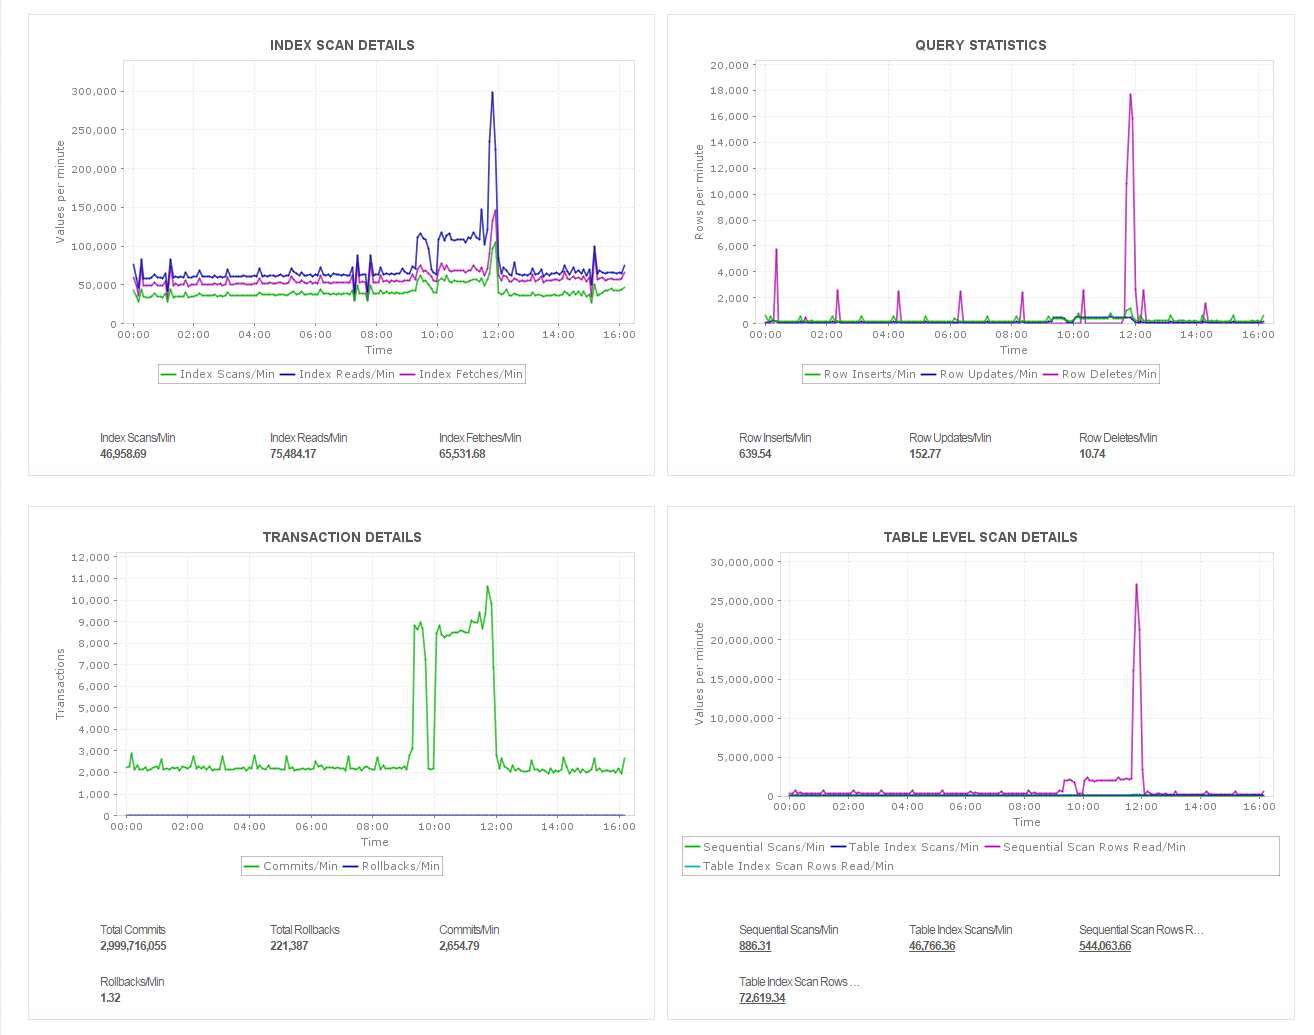 INDEX SCAN DETAILS
300,000
250,000
200,000
150,000
100,000
50,000
0
Values per minute
00:00 02:00 04:00 06:00 08:00 10:00 12:00 14:00 16:00
Time
Index Scans/Min Index Reads/Min Index Fetches/Min
Index Scans/Min Index Reads/Min Index Fetches/Min
46,958.69 75,484.17 65,531.68
QUERY STATISTICS
20,000
18,000
16,000
14,000
12,000
10,000
8,000
6,000
4,000
2,000
0
Rows per minute
00:00 02:00 04:00 06:00 08:00 10:00 12:00 14:00 16:00
Time
Row Inserts/Min Row Updates/Min Row Deletes/Min
Row Inserts/Min Row Updates/Min Row Deletes/Min
639.54 152.77 10.74
TRANSACTION DETAILS
12,000
11,000
10,000
9,000
8,000
7,000
6,000
5,000
4,000
3,000
2,000
1,000
0
Transactions
00:00 02:00 04:00 06:00 08:00 10:00 12:00 14:00 16:00
Time
Commits/Min Rollbacks/Min
Total Commits Total Rollbacks Commits/Min
2,999,716,055 221,387 2,654.79
Rollbacks/Min
1.32
TABLE LEVEL SCAN DETAILS
30,000,000
25,000,000
20,000,000
15,000,000
10,000,000
5,000,000
0
Values per minute
00:00 02:00 04:00 06:00 08:00 10:00 12:00 14:00 16:00
Time
Sequential Scans/Min Table Index Scans/Min Sequential Scan Rows Read/Min
Table Index Scan Rows Read/Min
Sequential Scans/Min Table Index Scans/Min Sequential Scan Rows R...
886.31 46,766.36 544,063.66
Table Index Scan Rows ...
72,619.34